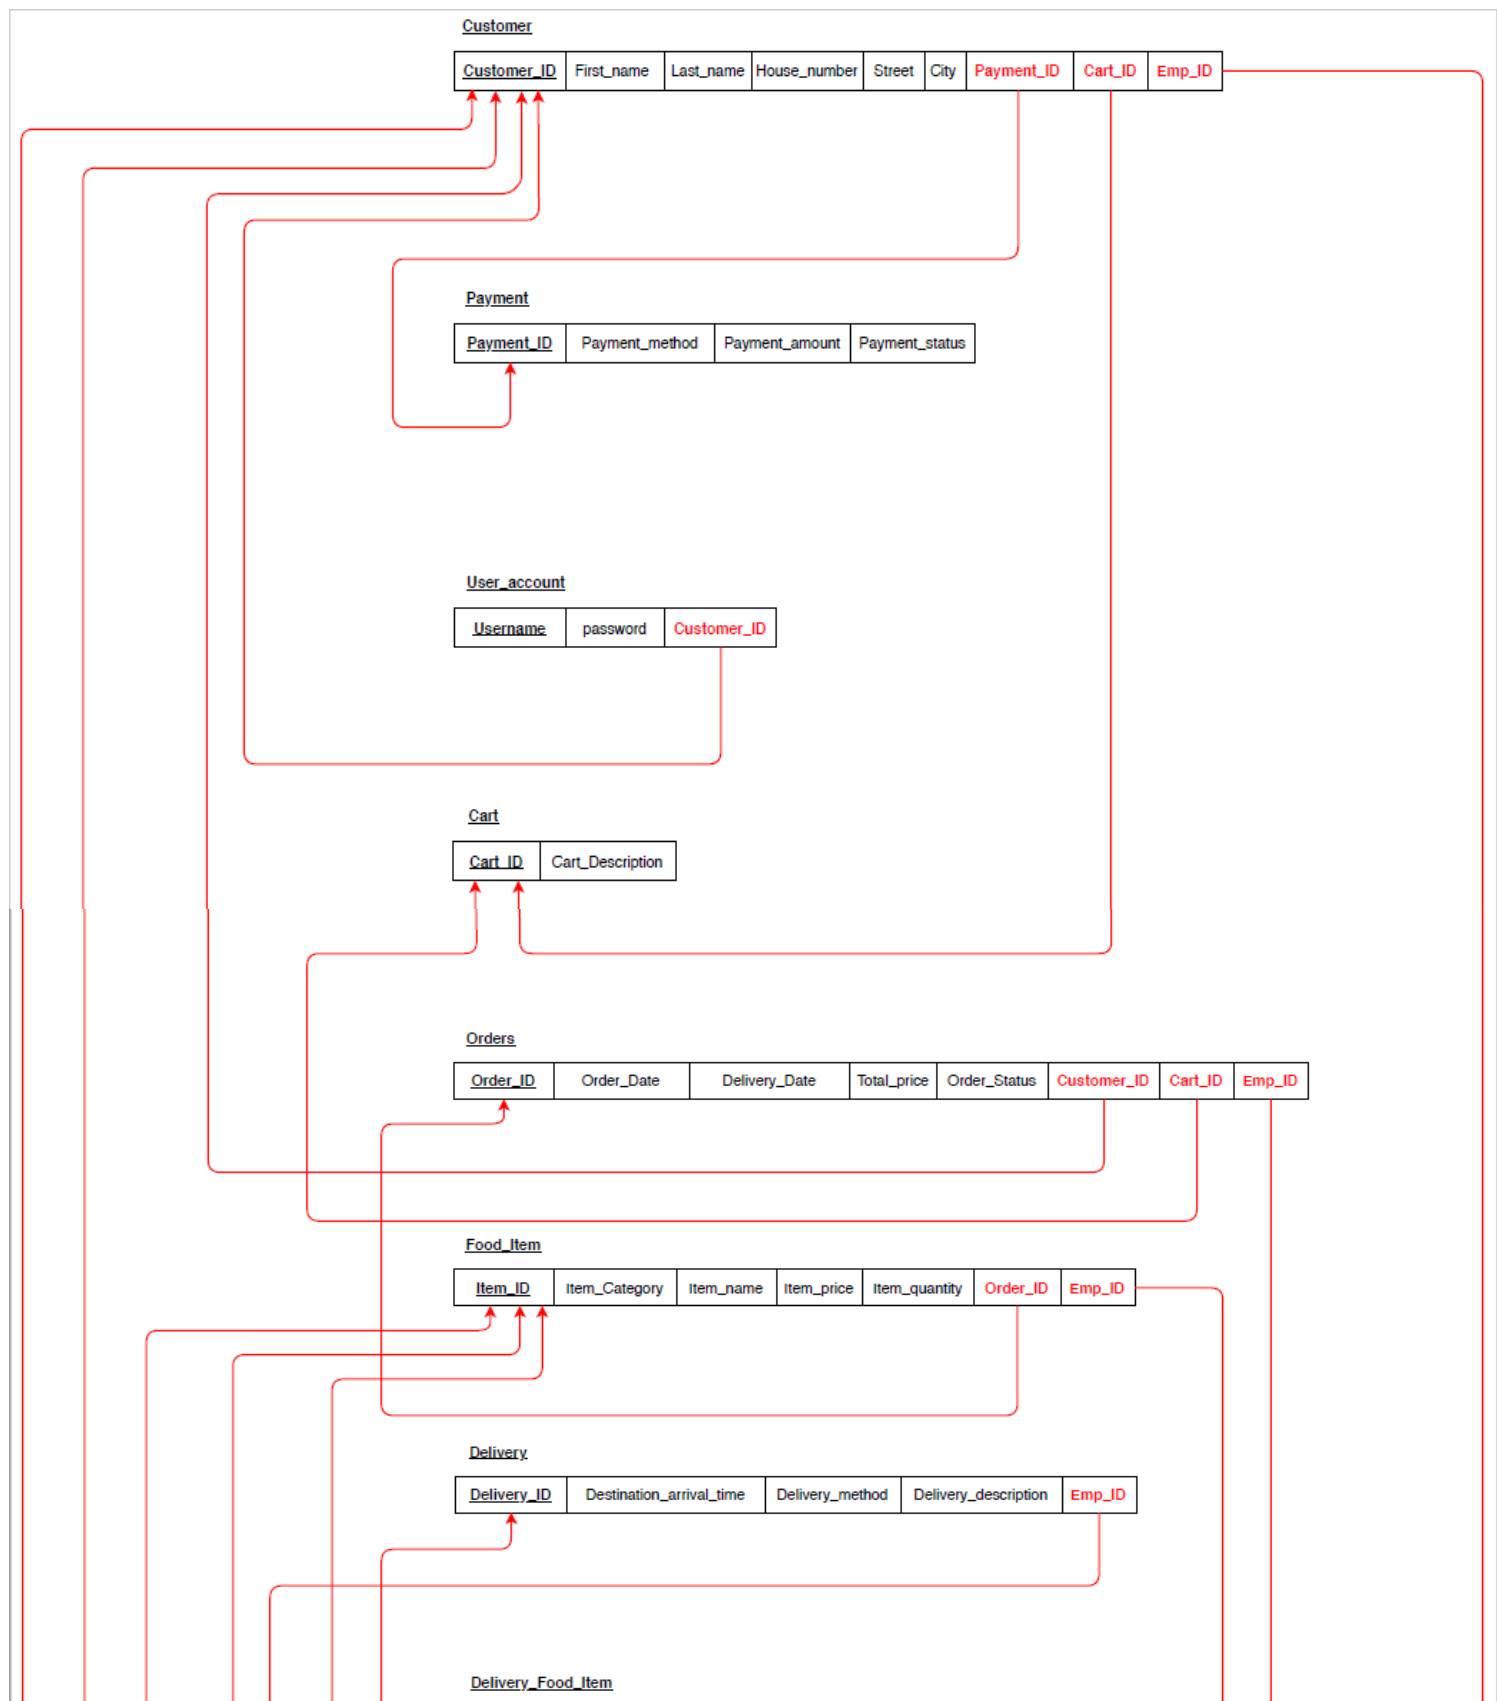 Customer
Customer_ID First_name Last_name House_number Street City Payment_ID Cart_ID Emp_ID
Payment
Payment_ID Payment_method Payment_amount Payment_status
User_account
Username password Customer_ID
Cart
Cart_ID Cart_Description
Orders
Order_ID Order_Date Delivery_Date Total_price Order_Status Customer_ID Cart_ID Emp_ID
Food_Item
Item_ID Item_Category Item_name Item_price Item_quantity Order_ID Emp_ID
Delivery
Delivery_ID Destination_arrival_time Delivery_method Delivery_description Emp_ID
Delivery_Food_Item